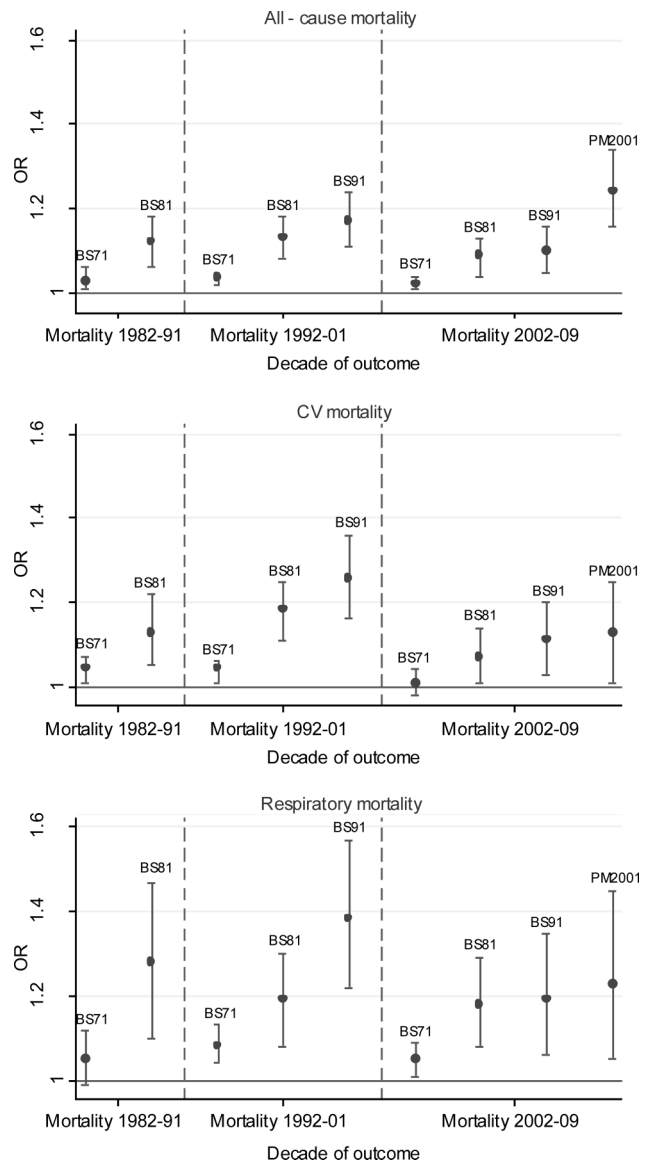 All - cause mortality
1.6
1.4
1.2
1
OR
BS71
BS81
BS71
BS81
BS91
BS71
BS81
BS91
PM2001
Mortality 1982-91 Mortality 1992-01 Mortality 2002-09
Decade of outcome
CV mortality
1.6
1.4
1.2
1
OR
BS71
BS81
BS71
BS81
BS91
BS71
BS81
BS91
PM2001
Mortality 1982-91 Mortality 1992-01 Mortality 2002-09
Decade of outcome
Respiratory mortality
1.6
1.4
1.2
1
OR
BS71
BS81
BS71
BS81
BS91
BS71
BS81
BS91
PM2001
Mortality 1982-91 Mortality 1992-01 Mortality 2002-09
Decade of outcome